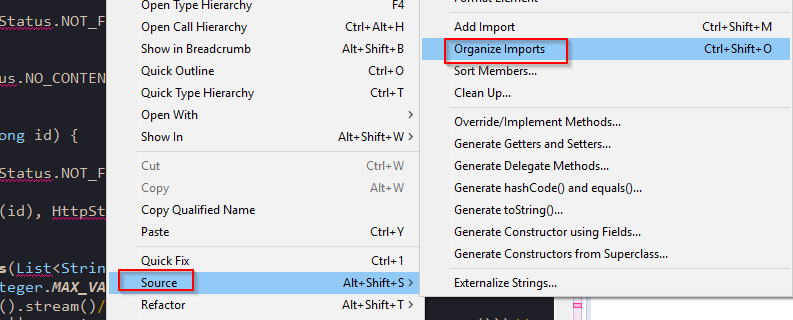 Status.NOT_F
us.NO_CONTEN
ong id) {
Status.NOT_F
(id), HttpSt
s(List<Strin
teger.MAX_VA
().stream()/
Open Type Hierarchy F4
Open Call Hierarchy Ctrl+Alt+H
Show in Breadcrumb Alt+Shift+B
Quick Outline Ctrl+O
Quick Type Hierarchy Ctrl+T
Open With
Show In Alt+Shift+W
Cut Ctrl+W
Copy Alt+W
Copy Qualified Name
Paste Ctrl+Y
Quick Fix Ctrl+1
Source Alt+Shift+S
Refactor Alt+Shift+T
Format Element
Add Import Ctrl+Shift+M
Organize Imports Ctrl+Shift+O
Sort Members...
Clean Up...
Override/Implement Methods...
Generate Getters and Setters...
Generate Delegate Methods...
Generate hashCode() and equals()...
Generate toString()...
Generate Constructor using Fields...
Generate Constructors from Superclass...
Externalize Strings...